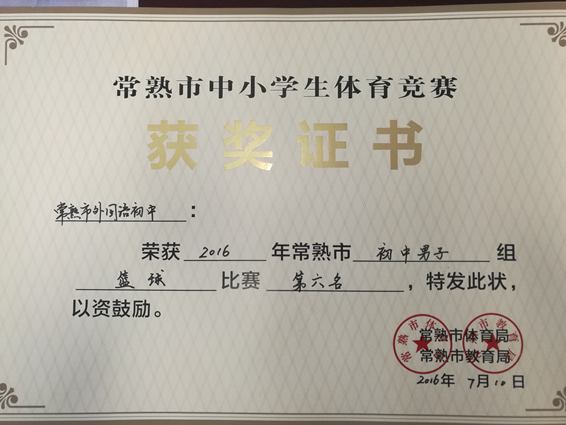 常熟市中小学生体育竞赛
获奖证书
常熟市外国语初中：
荣获 2016 年常熟市 初中男子 组
篮球 比赛 第六名 ，特发此状，
以资鼓励。
常熟市体育局
常熟市教育局
2016年 7月10日